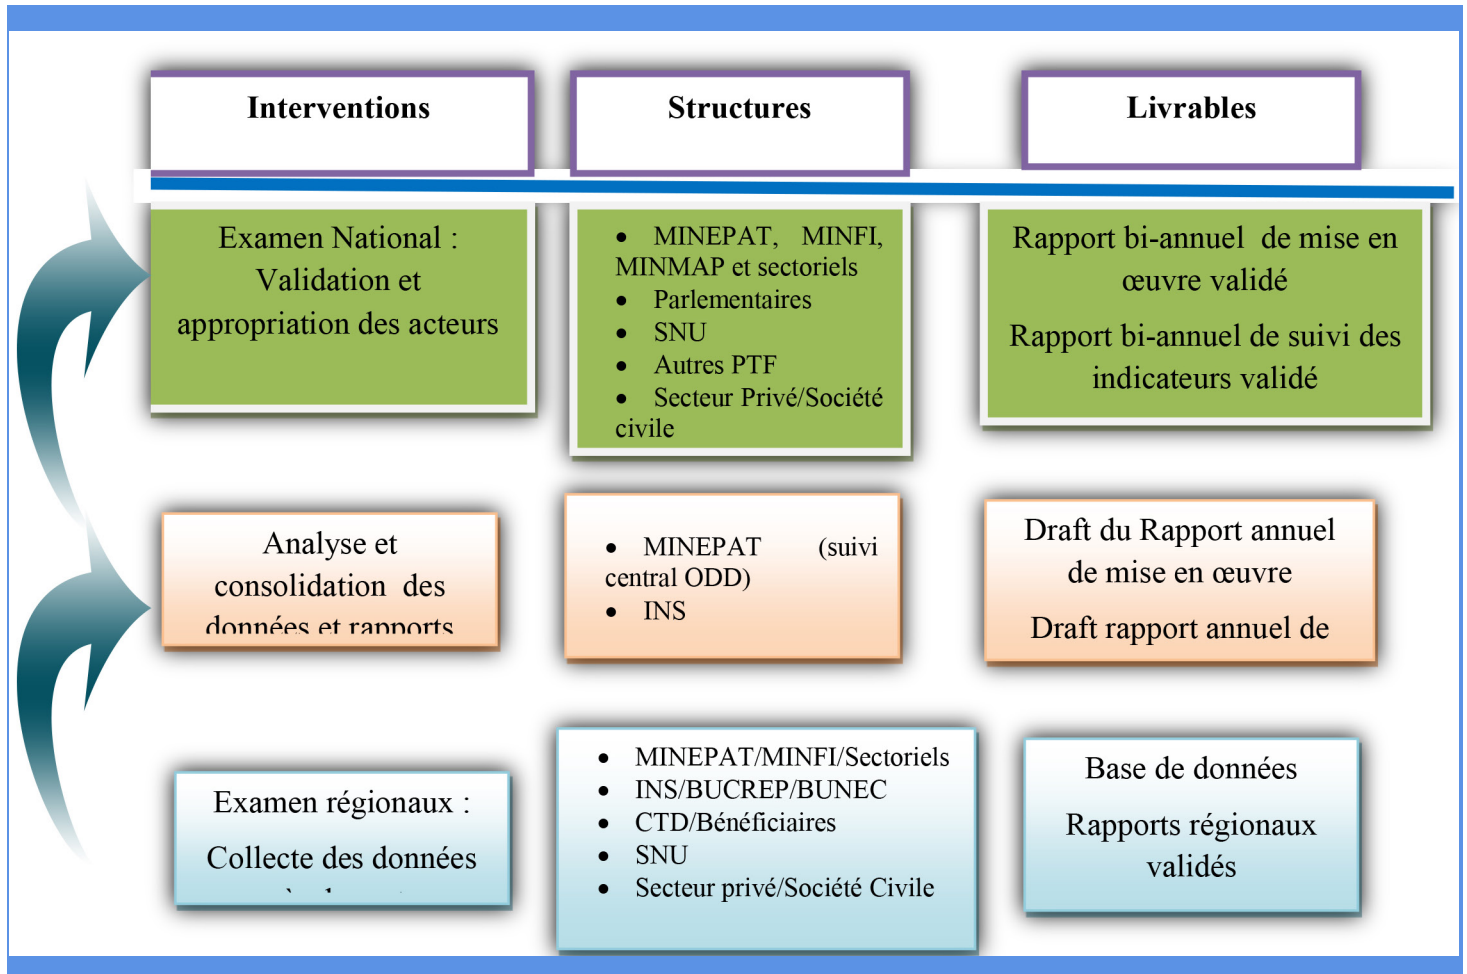 Interventions
Structures
Livrables
Examen National :
Validation et
appropriation des acteurs
• MINEPAT, MINFI,
MINMAP et sectoriels
• Parlementaires
• SNU
• Autres PTF
• Secteur Privé/Société
civile
Rapport bi-annuel de mise en
œuvre validé
Rapport bi-annuel de suivi des
indicateurs validé
Analyse et
consolidation des
données et rapports
• MINEPAT (suivi
central ODD)
• INS
Draft du Rapport annuel
de mise en œuvre
Draft rapport annuel de
Examen régionaux :
Collecte des données
• MINEPAT/MINFI/Sectoriels
• INS/BUCREP/BUNEC
• CTD/Bénéficiaires
• SNU
• Secteur privé/Société Civile
Base de données
Rapports régionaux
validés